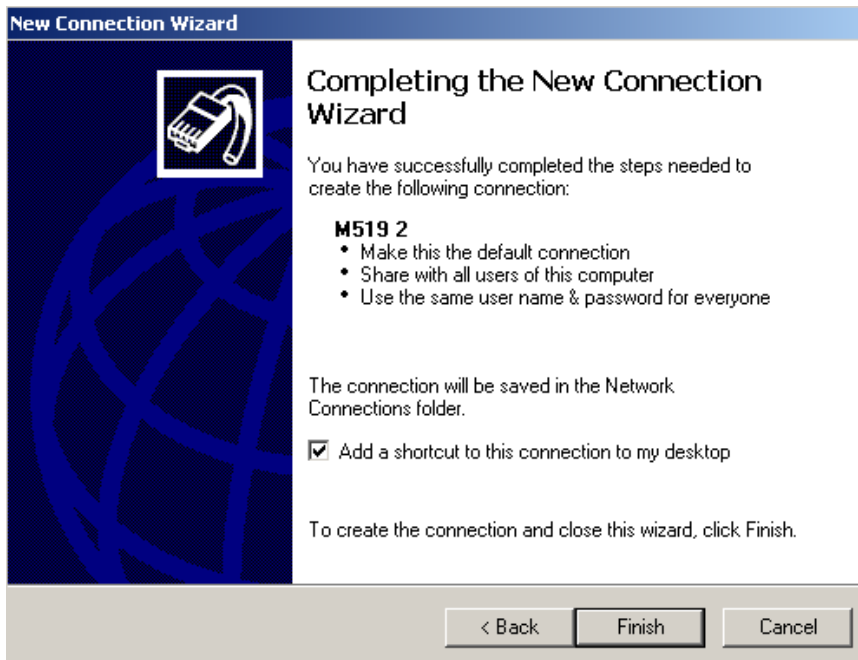 New Connection Wizard
Completing the New Connection
Wizard
You have successfully completed the steps needed to
create the following connection:
M519 2
• Make this the default connection
• Share with all users of this computer
• Use the same user name & password for everyone
The connection will be saved in the Network
Connections folder.
Add a shortcut to this connection to my desktop
To create the connection and close this wizard, click Finish.
< Back
Finish
Cancel